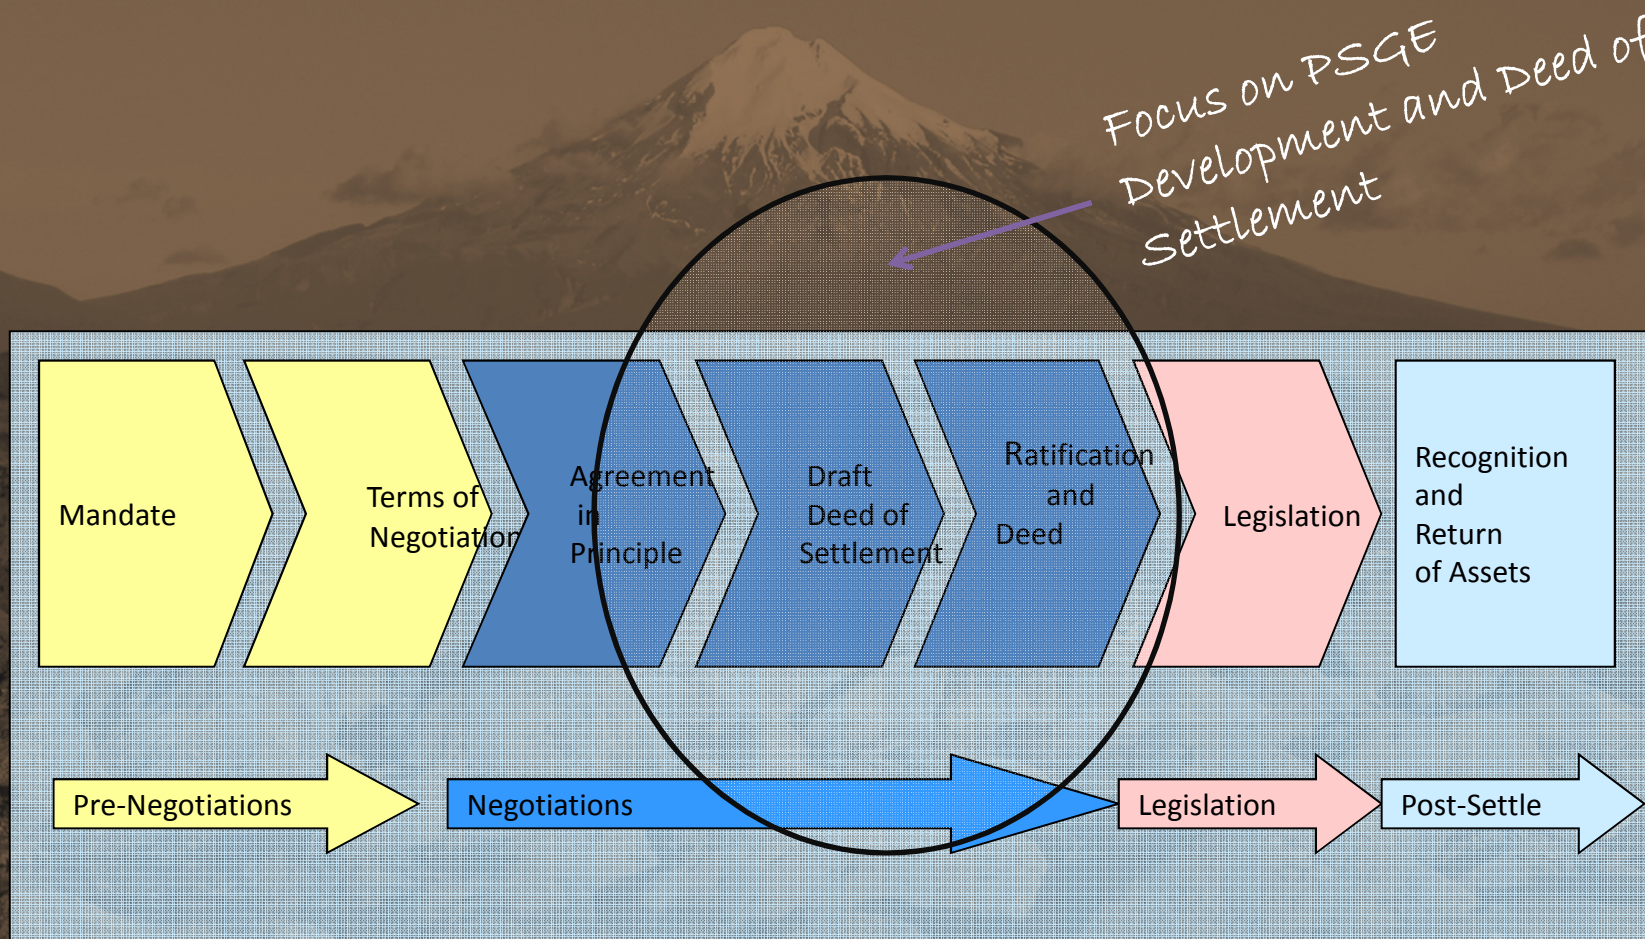 Focus on PSGE
Development and Deed of
Settlement
Mandate
Terms of
Negotiation
Agreement
in
Principle
Draft
Deed of
Settlement
Ratification
and
Deed
Legislation
Recognition
and
Return
of Assets
Pre-Negotiations
Negotiations
Legislation
Post-Settle